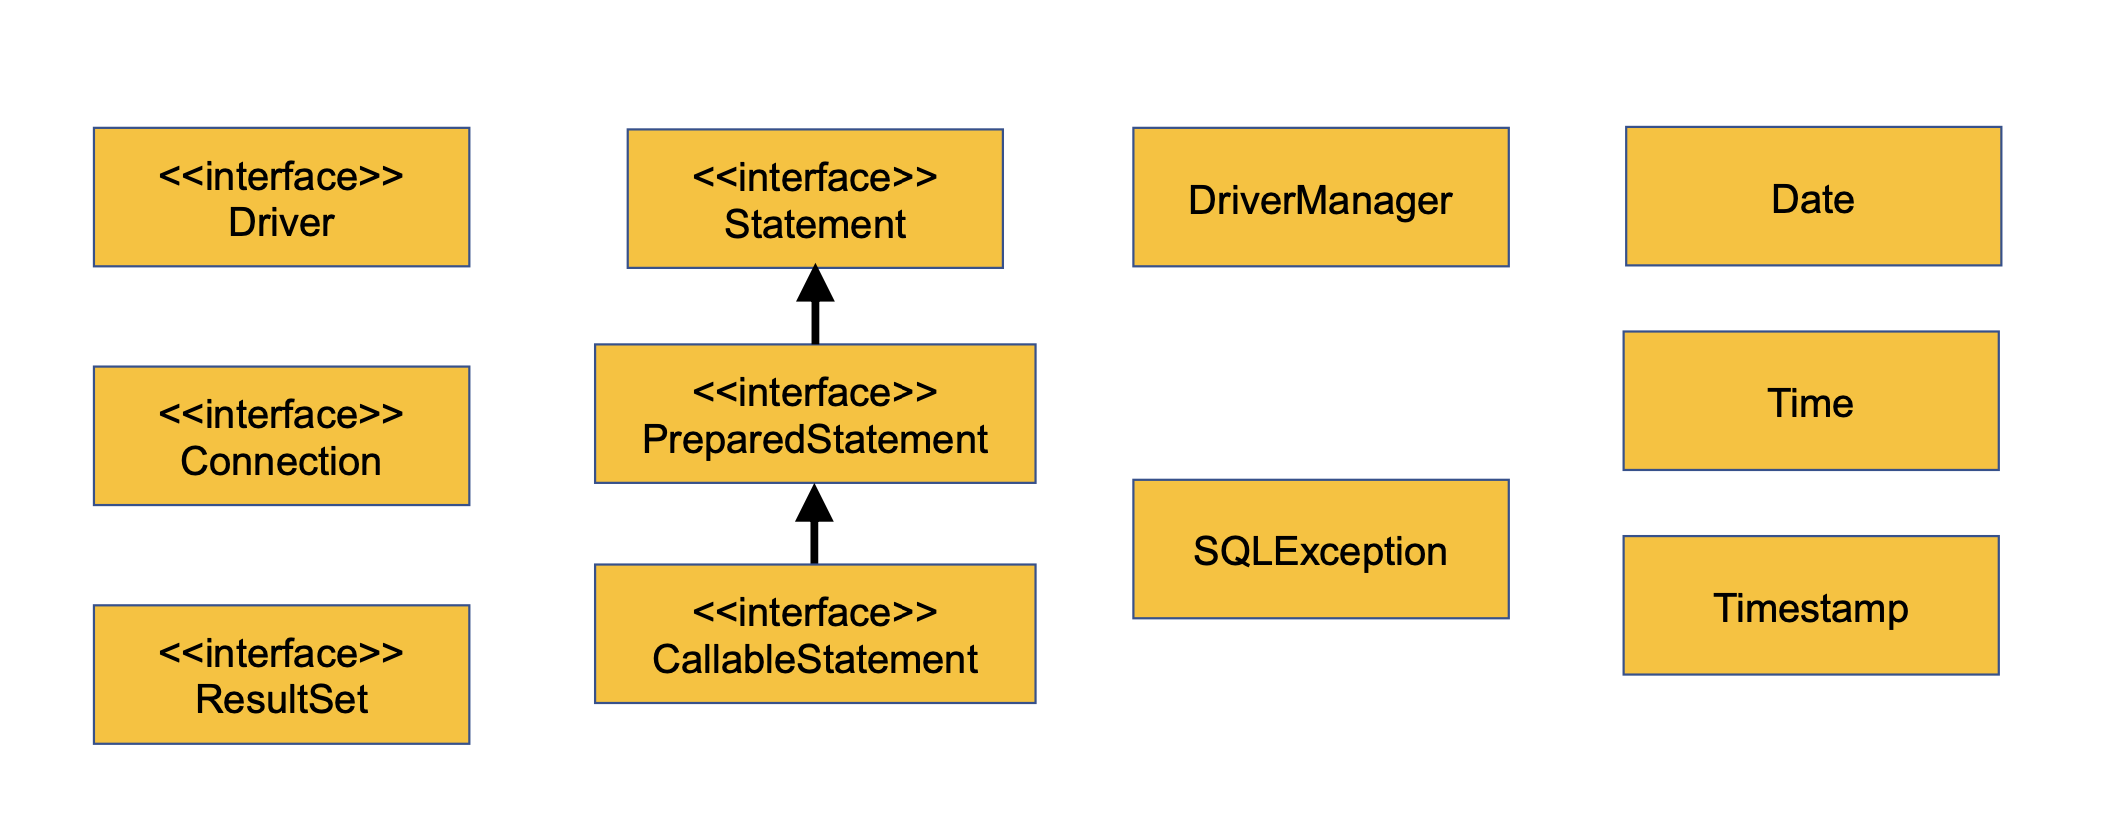 <<interface>>
Driver
<<interface>>
Connection
<<interface>>
ResultSet
<<interface>>
Statement
<<interface>>
PreparedStatement
<<interface>>
CallableStatement
DriverManager
SQLException
Date
Time
Timestamp